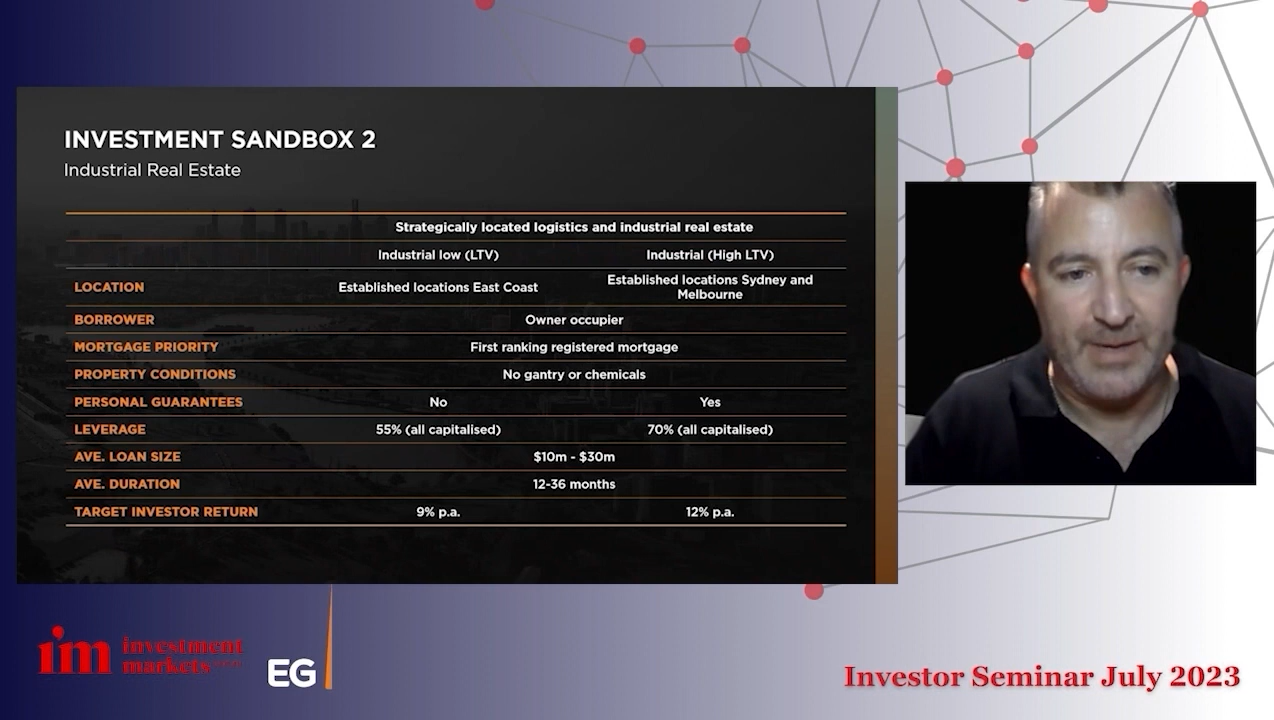 INVESTMENT SANDBOX 2
Industrial Real Estate
Strategically located logistics and industrial real estate
Industrial low (LTV) Industrial (High LTV)
LOCATION Established locations East Coast Established locations Sydney and
Melbourne
BORROWER Owner occupier
MORTGAGE PRIORITY First ranking registered mortgage
PROPERTY CONDITIONS No gantry or chemicals
PERSONAL GUARANTEES No Yes
LEVERAGE 55% (all capitalised) 70% (all capitalised)
AVE. LOAN SIZE $10m - $30m
AVE. DURATION 12-36 months
TARGET INVESTOR RETURN 9% p.a. 12% p.a.
im investment
markets
EG
Investor Seminar July 2023